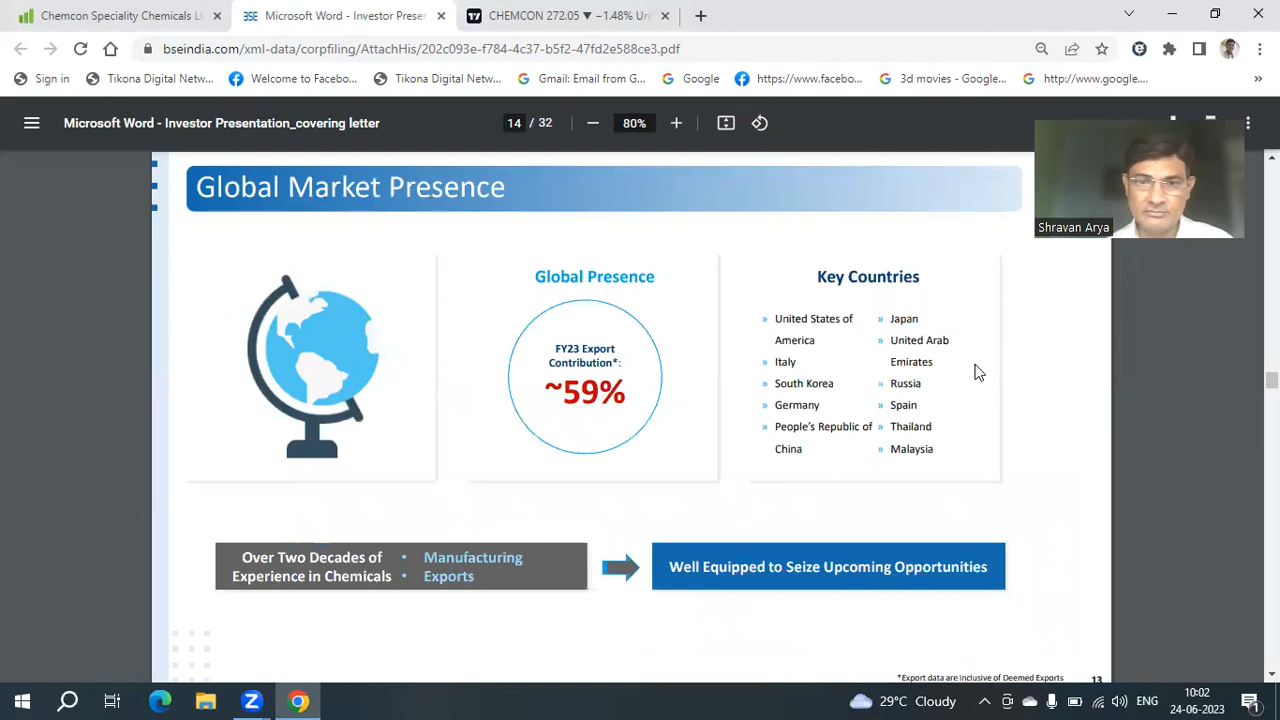 Chemcon Speciality Chemicals Lt
Microsoft Word - Investor Presen
CHEMCON 272.05 ▼ −1.48% Un
bseindia.com/xml-data/corpfiling/AttachHis/202c093e-f784-4c37-b5f2-47fd2e588ce3.pdf
Sign in
Tikona Digital Netw...
Welcome to Facebo...
Tikona Digital Netw...
Gmail: Email from G...
Google
https://www.facebo...
3d movies - Google...
http://www.google....
»
Microsoft Word - Investor Presentation_covering letter
14 / 32
80%
Shravan Arya
Global Market Presence
Global Presence
FY23 Export
Contribution*:
~59%
Key Countries
» United States of
America
» Italy
» South Korea
» Germany
» People's Republic of
China
» Japan
» United Arab
Emirates
» Russia
» Spain
» Thailand
» Malaysia
Over Two Decades of
Experience in Chemicals
• Manufacturing
• Exports
Well Equipped to Seize Upcoming Opportunities
*Export data are inclusive of Deemed Exports
13
29°C Cloudy
ENG
10:02
24-06-2023
1